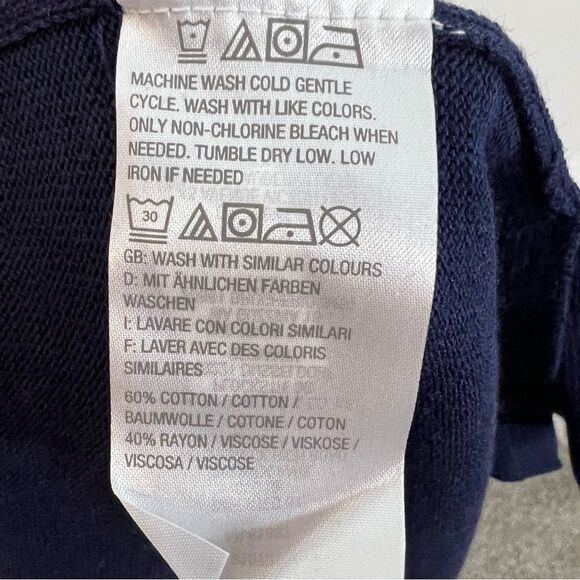 MACHINE WASH COLD GENTLE
CYCLE. WASH WITH LIKE COLORS.
ONLY NON-CHLORINE BLEACH WHEN
NEEDED. TUMBLE DRY LOW. LOW
IRON IF NEEDED
30
GB: WASH WITH SIMILAR COLOURS
D: MIT ÄHNLICHEN FARBEN
WASCHEN
I: LAVARE CON COLORI SIMILARI
F: LAVER AVEC DES COLORIS
SIMILAIRES
60% COTTON / COTTON /
BAUMWOLLE / COTONE / COTON
40% RAYON / VISCOSE / VISKOSE /
VISCOSA / VISCOSE